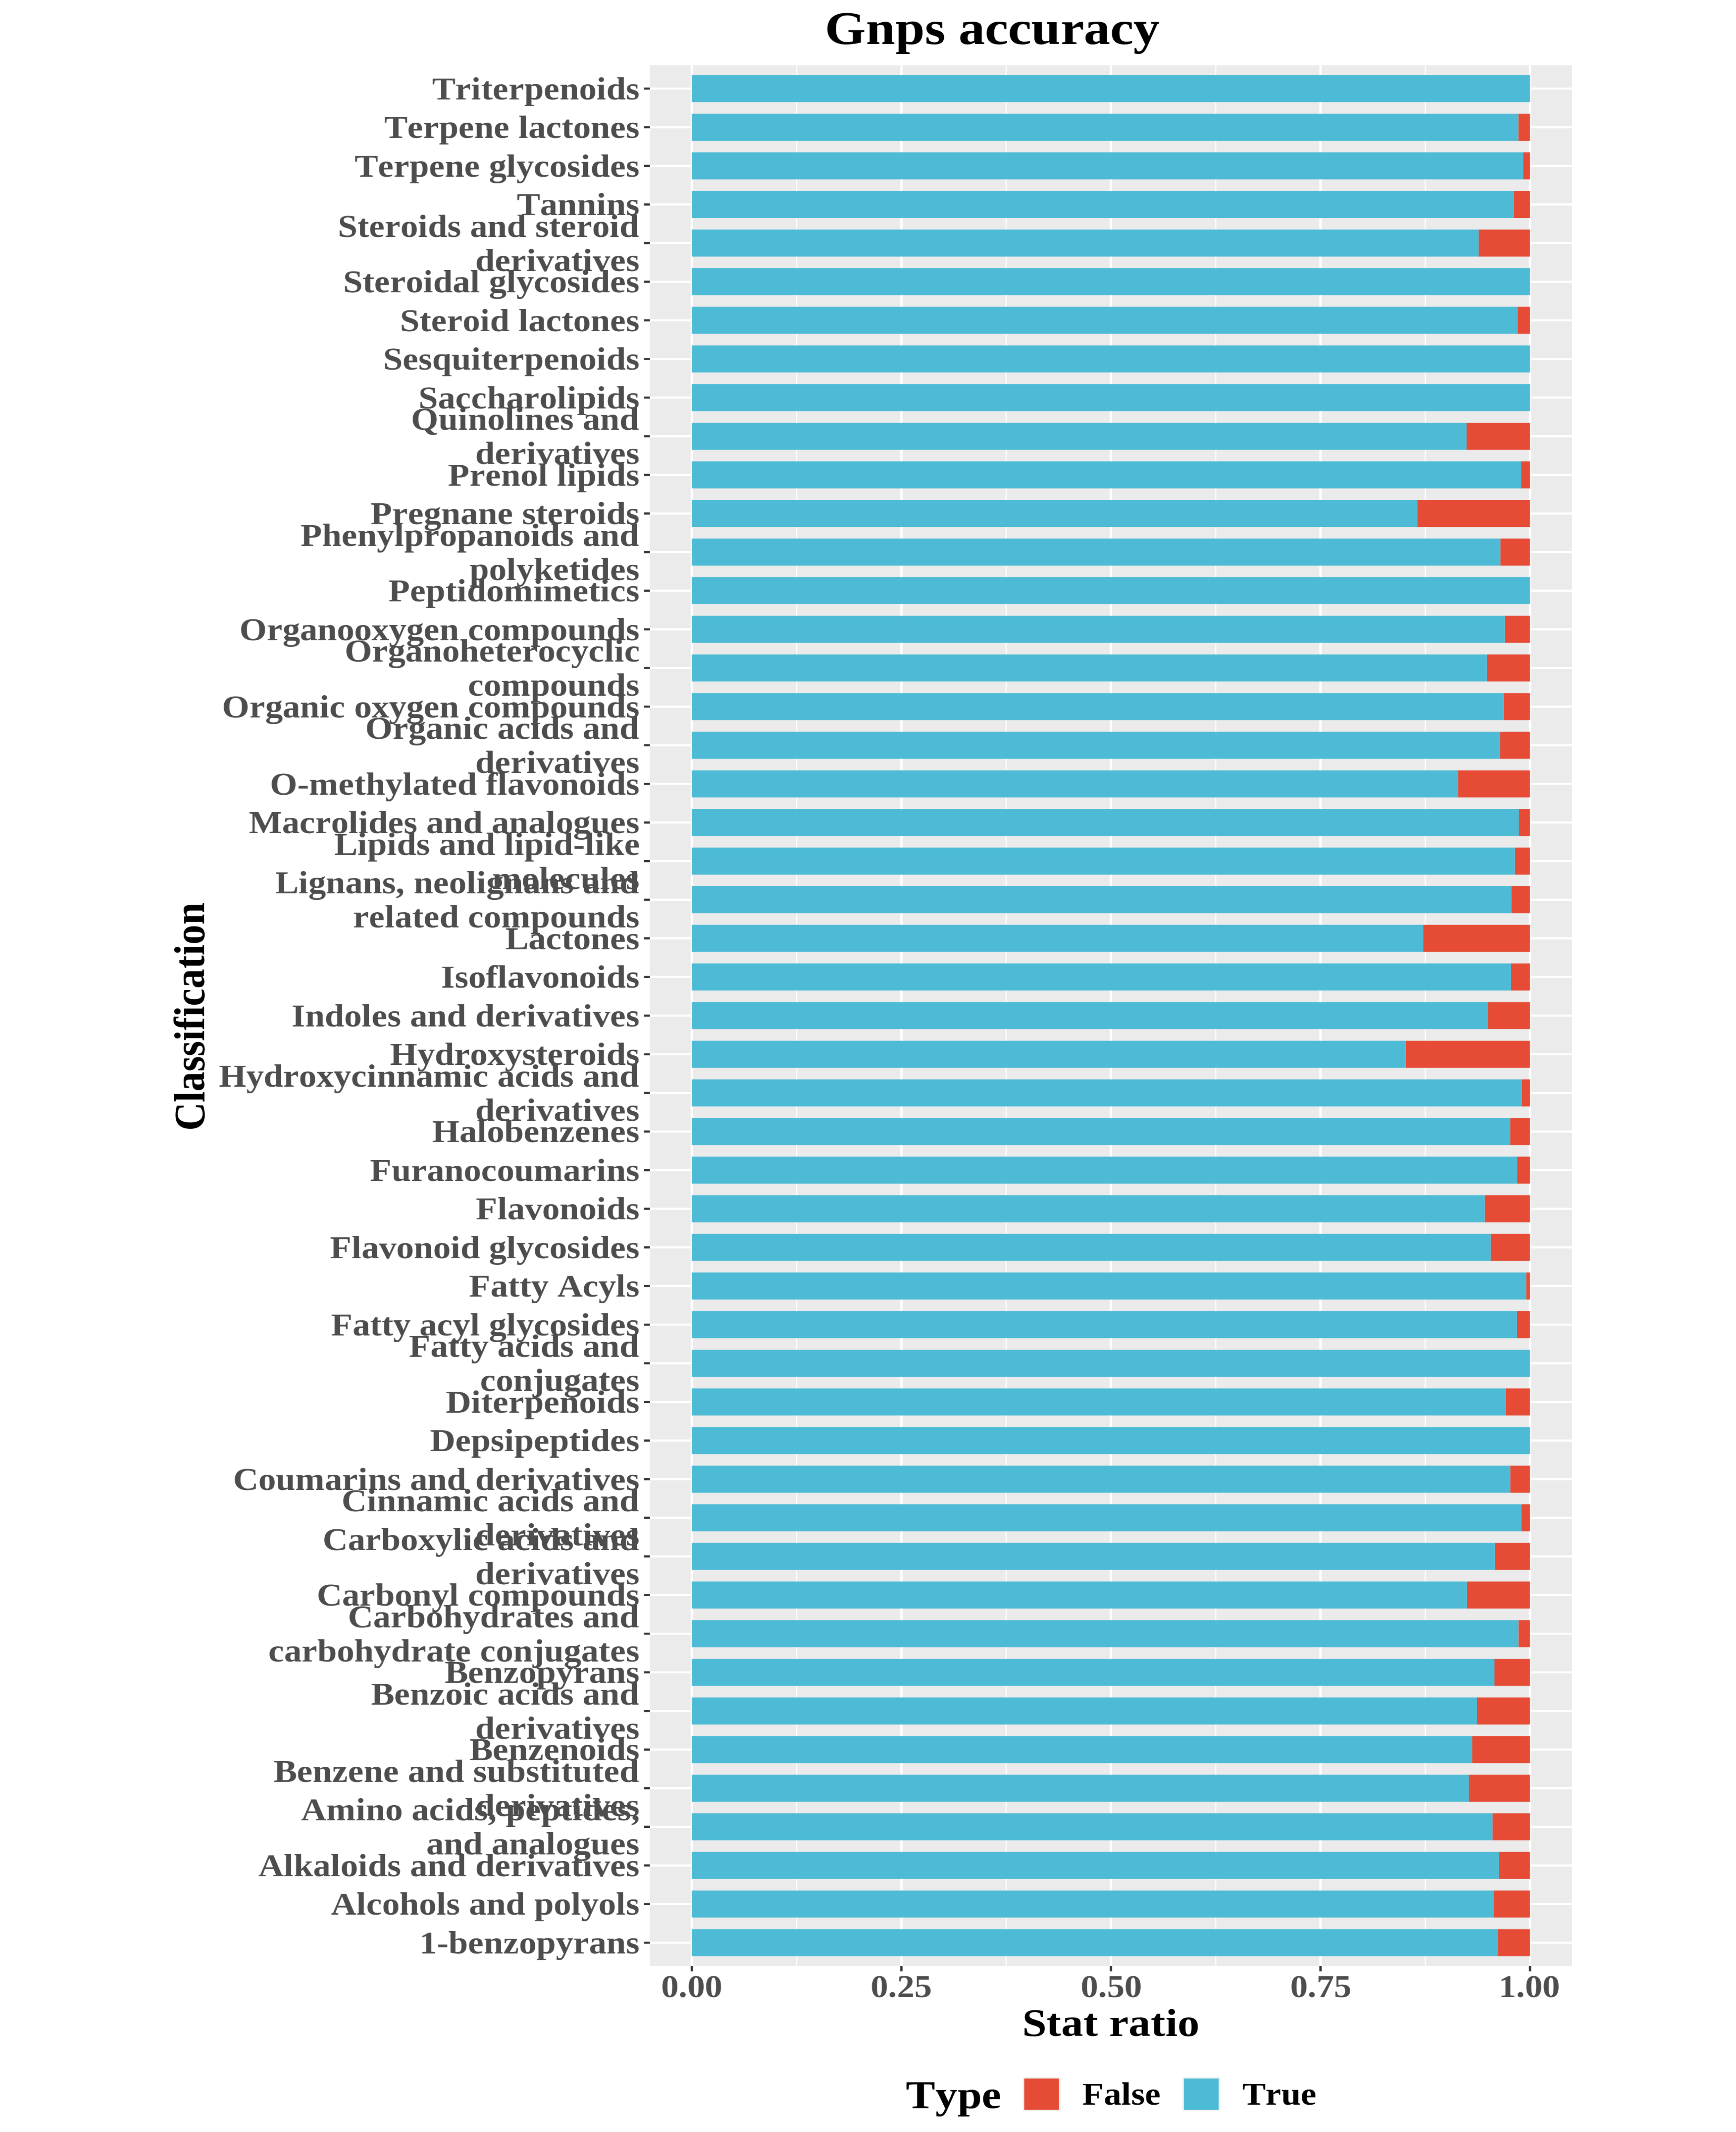 Gnps accuracy
Triterpenoids
Terpene lactones
Terpene glycosides
Tannins
Steroids and steroid
derivatives
Steroidal glycosides
Steroid lactones
Sesquiterpenoids
Saccharolipids
Quinolines and
derivatives
Prenol lipids
Pregnane steroids
Phenylpropanoids and
polyketides
Peptidomimetics
Organooxygen compounds
Organoheterocyclic
compounds
Organic oxygen compounds
Organic acids and
derivatives
O-methylated flavonoids
Macrolides and analogues
Lipids and lipid-like
molecules
Lignans, neolignans and
related compounds
Lactones
Isoflavonoids
Indoles and derivatives
Hydroxysteroids
Hydroxycinnamic acids and
derivatives
Halobenzenes
Furanocoumarins
Flavonoids
Flavonoid glycosides
Fatty Acyls
Fatty acyl glycosides
Fatty acids and
conjugates
Diterpenoids
Depsipeptides
Coumarins and derivatives
Cinnamic acids and
derivatives
Carboxylic acids and
derivatives
Carbonyl compounds
Carbohydrates and
carbohydrate conjugates
Benzopyrans
Benzoic acids and
derivatives
Benzenoids
Benzene and substituted
derivatives
Amino acids, peptides,
and analogues
Alkaloids and derivatives
Alcohols and polyols
1-benzopyrans
Classification
0.00 0.25 0.50 0.75 1.00
Stat ratio
Type False True